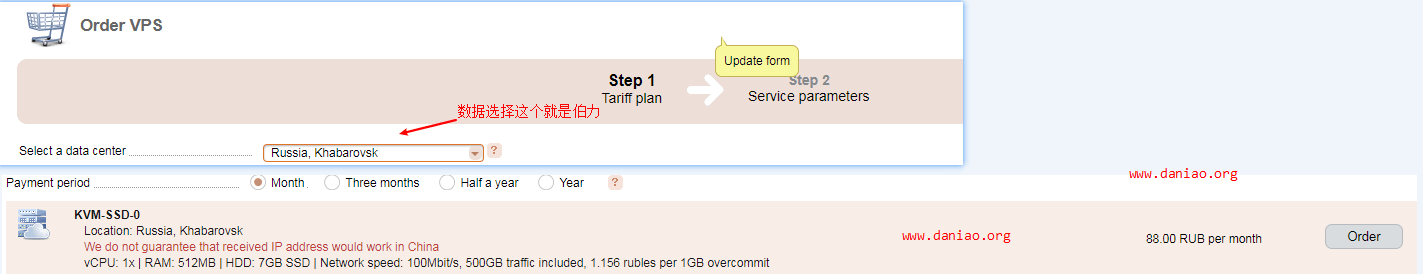 Order VPS
Update form
Step 1
Step 2
Tariff plan
Service parameters
数据选择这个就是伯力
Select a data center
Russia, Khabarovsk
?
www.daniao.org
Payment period
Month
Three months
Half a year
Year
?
KVM-SSD-0
Location: Russia, Khabarovsk
We do not guarantee that received IP address would work in China
www.daniao.org
88.00 RUB per month
Order
vCPU: 1x | RAM: 512MB | HDD: 7GB SSD | Network speed: 100Mbit/s, 500GB traffic included, 1.156 rubles per 1GB overcommit